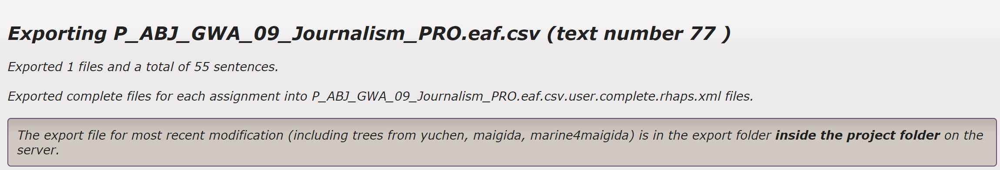 Exporting P_ABJ_GWA_09_Journalism_PRO.eaf.csv (text number 77 )
Exported 1 files and a total of 55 sentences.
Exported complete files for each assignment into P_ABJ_GWA_09_Journalism_PRO.eaf.csv.user.complete.rhaps.xml files.
The export file for most recent modification (including trees from yuchen, maigida, marine4maigida) is in the export folder inside the project folder on the
server.